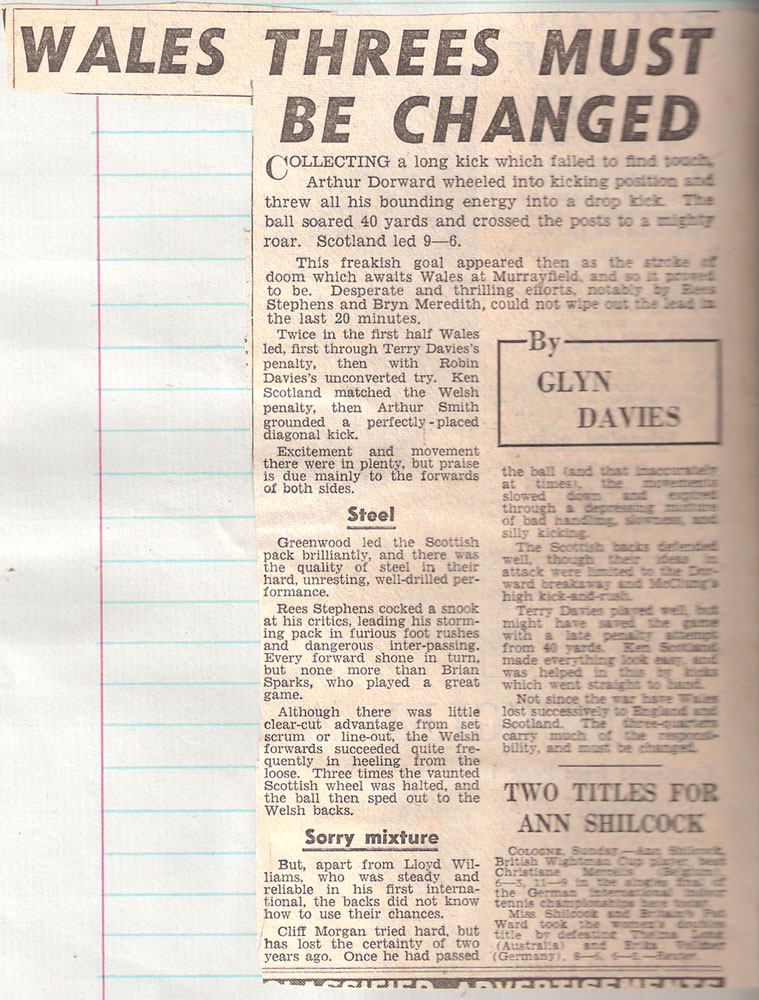 WALES THREES MUST
BE CHANGED
COLLECTING a long kick which failed to find touch,
Arthur Dorward wheeled into kicking position and
threw all his bounding energy into a drop kick. The
ball soared 40 yards and crossed the posts to a mighty
roar. Scotland led 9—6.
This freakish goal appeared then as the stroke of
doom which awaits Wales at Murrayfield, and so it proved
to be. Desperate and thrilling efforts, notably by Rees
Stephens and Bryn Meredith, could not wipe out the lead in
the last 20 minutes.
Twice in the first half Wales
led, first through Terry Davies's
penalty, then with Robin
Davies's unconverted try. Ken
Scotland matched the Welsh
penalty, then Arthur Smith
grounded a perfectly-placed
diagonal kick.
Excitement and movement
there were in plenty, but praise
is due mainly to the forwards
of both sides.
Steel
Greenwood led the Scottish
pack brilliantly, and there was
the quality of steel in their
hard, unresting, well-drilled per-
formance.
Rees Stephens cocked a snook
at his critics, leading his storm-
ing pack in furious foot rushes
and dangerous inter-passing.
Every forward shone in turn,
but none more than Brian
Sparks, who played a great
game.
Although there was little
clear-cut advantage from set
scrum or line-out, the Welsh
forwards succeeded quite fre-
quently in heeling from the
loose. Three times the vaunted
Scottish wheel was halted, and
the ball then sped out to the
Welsh backs.
Sorry mixture
But, apart from Lloyd Wil-
liams, who was steady and
reliable in his first interna-
tional, the backs did not know
how to use their chances.
Cliff Morgan tried hard, but
has lost the certainty of two
years ago. Once he had passed
By
GLYN
DAVIES
the ball (and that inaccurately
at times), the movements
slowed down and expired
through a depressing mixture
of bad handling, slowness, and
silly kicking.
The Scottish backs defended
well, though their ideas in
attack were limited to the Dor-
ward breakaway and McClung's
high kick-and-rush.
Terry Davies played well, but
might have saved the game
with a late penalty attempt
from 40 yards. Ken Scotland
made everything look easy, and
was helped in this by kicks
which went straight to hand.
Not since the war have Wales
lost successively to England and
Scotland. The three-quarters
carry much of the responsi-
bility, and must be changed.
TWO TITLES FOR
ANN SHILCOCK
COLOGNE, Sunday.—Ann Shilcock,
British Wightman Cup player, beat
Christiane Mercelis (Belgium),
6—3, 11—9 in the singles final of
the German international indoor
tennis championships here today.
Miss Shilcock and Britain's Pat
Ward took the women's doubles
title by defeating Thelma Long
(Australia) and Erika Vollmer
(Germany), 8—6, 6—2.—Reuter.
CLASSIFIED ADVERTISEMENTS